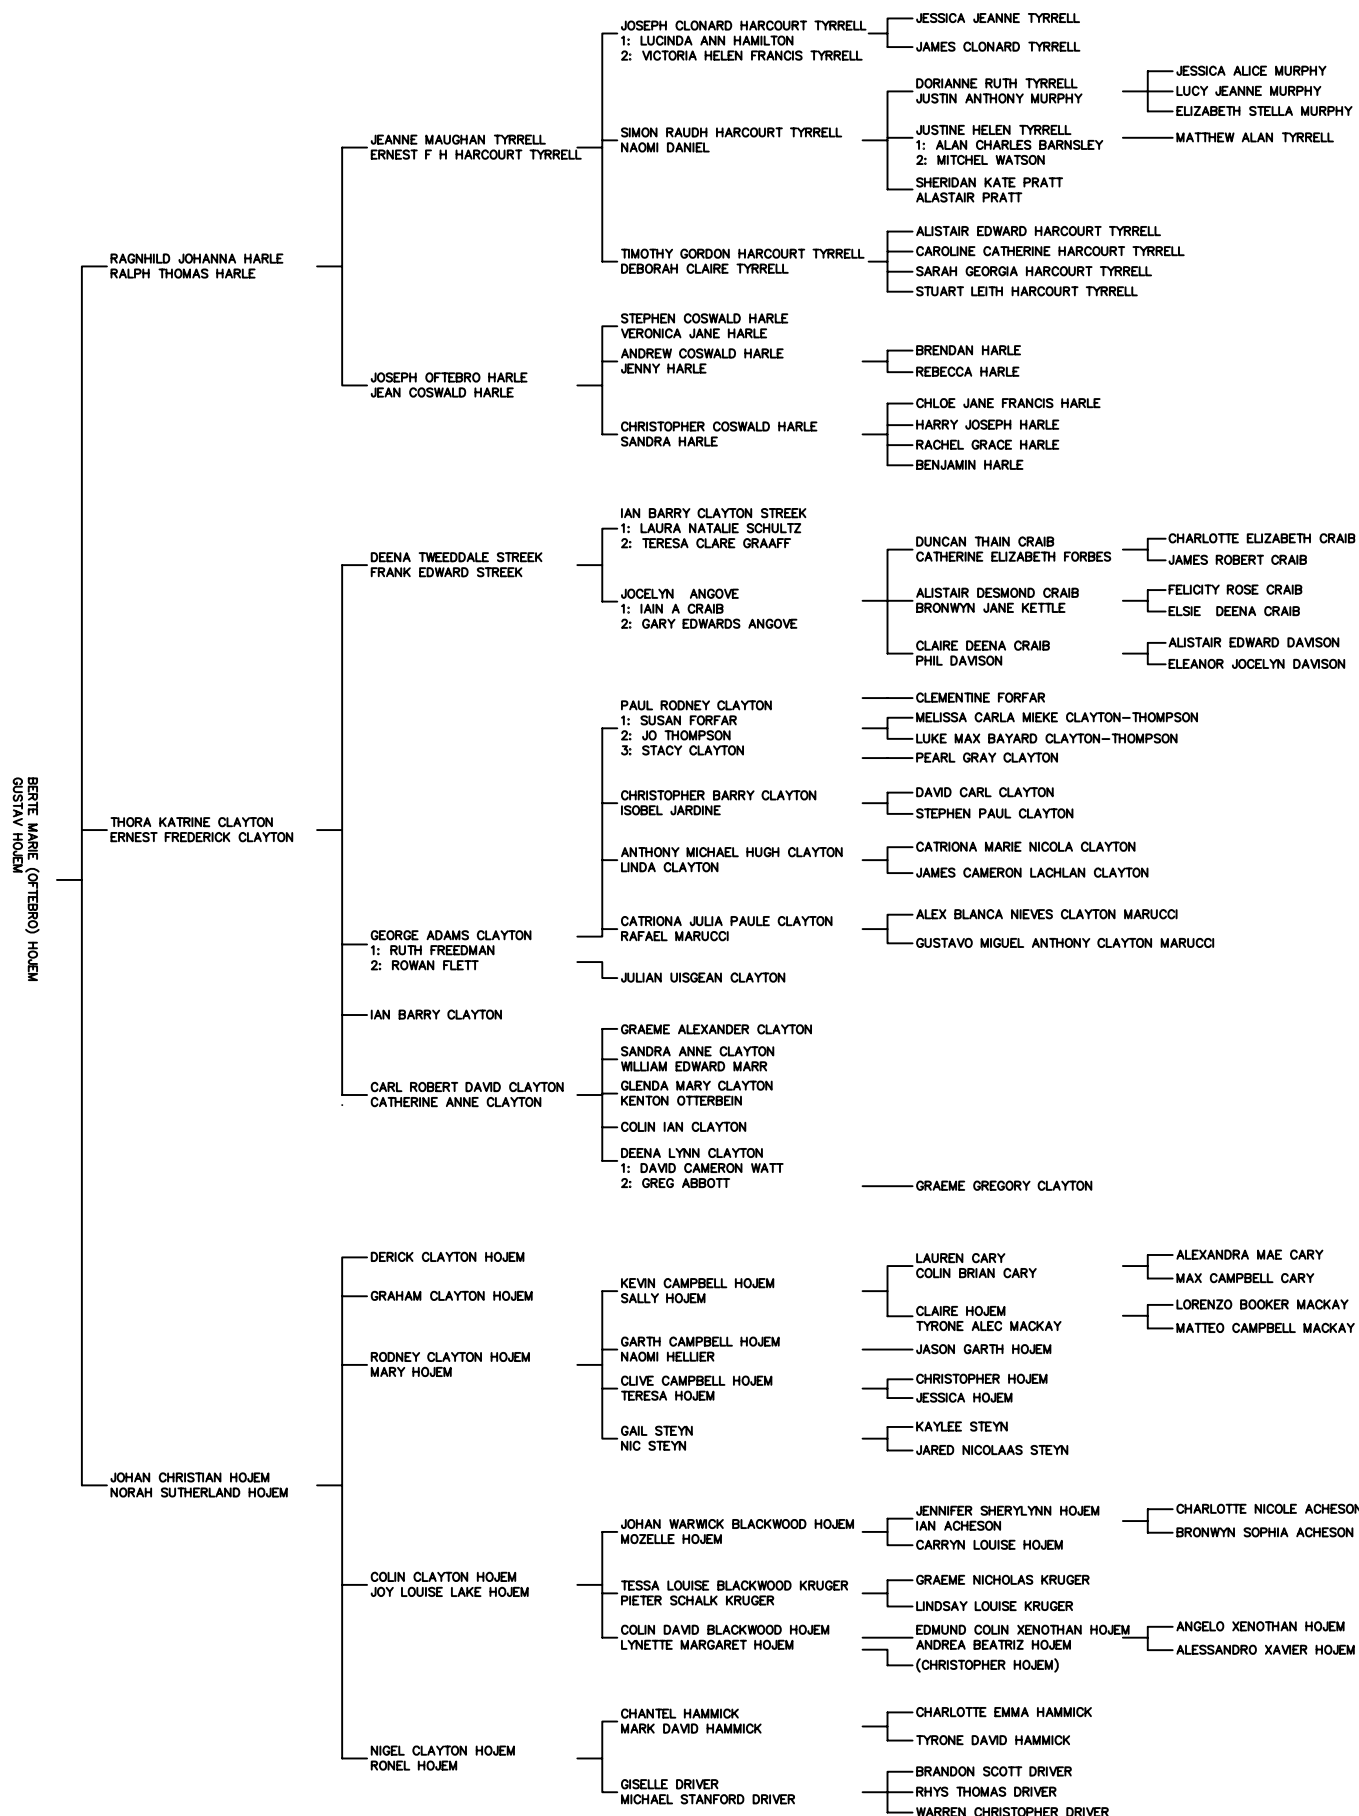 BERTE MARIE (OFTEBRO) HOJEM
GUSTAV HOJEM
RAGNHILD JOHANNA HARLE
RALPH THOMAS HARLE
JEANNE MAUGHAN TYRRELL
ERNEST F H HARCOURT TYRRELL
JOSEPH CLONARD HARCOURT TYRRELL
1: LUCINDA ANN HAMILTON
2: VICTORIA HELEN FRANCIS TYRRELL
JESSICA JEANNE TYRRELL
JAMES CLONARD TYRRELL
SIMON RAUDH HARCOURT TYRRELL
NAOMI DANIEL
DORIANNE RUTH TYRRELL
JUSTIN ANTHONY MURPHY
JESSICA ALICE MURPHY
LUCY JEANNE MURPHY
ELIZABETH STELLA MURPHY
JUSTINE HELEN TYRRELL
1: ALAN CHARLES BARNSLEY
2: MITCHEL WATSON
MATTHEW ALAN TYRRELL
SHERIDAN KATE PRATT
ALASTAIR PRATT
TIMOTHY GORDON HARCOURT TYRRELL
DEBORAH CLAIRE TYRRELL
ALISTAIR EDWARD HARCOURT TYRRELL
CAROLINE CATHERINE HARCOURT TYRRELL
SARAH GEORGIA HARCOURT TYRRELL
STUART LEITH HARCOURT TYRRELL
JOSEPH OFTEBRO HARLE
JEAN COSWALD HARLE
STEPHEN COSWALD HARLE
VERONICA JANE HARLE
ANDREW COSWALD HARLE
JENNY HARLE
BRENDAN HARLE
REBECCA HARLE
CHRISTOPHER COSWALD HARLE
SANDRA HARLE
CHLOE JANE FRANCIS HARLE
HARRY JOSEPH HARLE
RACHEL GRACE HARLE
BENJAMIN HARLE
THORA KATRINE CLAYTON
ERNEST FREDERICK CLAYTON
DEENA TWEEDDALE STREEK
FRANK EDWARD STREEK
IAN BARRY CLAYTON STREEK
1: LAURA NATALIE SCHULTZ
2: TERESA CLARE GRAAFF
JOCELYN ANGOVE
1: IAIN A CRAIB
2: GARY EDWARDS ANGOVE
DUNCAN THAIN CRAIB
CATHERINE ELIZABETH FORBES
CHARLOTTE ELIZABETH CRAIB
JAMES ROBERT CRAIB
ALISTAIR DESMOND CRAIB
BRONWYN JANE KETTLE
FELICITY ROSE CRAIB
ELSIE DEENA CRAIB
CLAIRE DEENA CRAIB
PHIL DAVISON
ALISTAIR EDWARD DAVISON
ELEANOR JOCELYN DAVISON
GEORGE ADAMS CLAYTON
1: RUTH FREEDMAN
2: ROWAN FLETT
PAUL RODNEY CLAYTON
1: SUSAN FORFAR
2: JO THOMPSON
3: STACY CLAYTON
CLEMENTINE FORFAR
MELISSA CARLA MIEKE CLAYTON-THOMPSON
LUKE MAX BAYARD CLAYTON-THOMPSON
PEARL GRAY CLAYTON
CHRISTOPHER BARRY CLAYTON
ISOBEL JARDINE
DAVID CARL CLAYTON
STEPHEN PAUL CLAYTON
ANTHONY MICHAEL HUGH CLAYTON
LINDA CLAYTON
CATRIONA MARIE NICOLA CLAYTON
JAMES CAMERON LACHLAN CLAYTON
CATRIONA JULIA PAULE CLAYTON
RAFAEL MARUCCI
ALEX BLANCA NIEVES CLAYTON MARUCCI
GUSTAVO MIGUEL ANTHONY CLAYTON MARUCCI
JULIAN UISGEAN CLAYTON
IAN BARRY CLAYTON
CARL ROBERT DAVID CLAYTON
CATHERINE ANNE CLAYTON
GRAEME ALEXANDER CLAYTON
SANDRA ANNE CLAYTON
WILLIAM EDWARD MARR
GLENDA MARY CLAYTON
KENTON OTTERBEIN
COLIN IAN CLAYTON
DEENA LYNN CLAYTON
1: DAVID CAMERON WATT
2: GREG ABBOTT
GRAEME GREGORY CLAYTON
JOHAN CHRISTIAN HOJEM
NORAH SUTHERLAND HOJEM
DERICK CLAYTON HOJEM
GRAHAM CLAYTON HOJEM
RODNEY CLAYTON HOJEM
MARY HOJEM
KEVIN CAMPBELL HOJEM
SALLY HOJEM
LAUREN CARY
COLIN BRIAN CARY
ALEXANDRA MAE CARY
MAX CAMPBELL CARY
CLAIRE HOJEM
TYRONE ALEC MACKAY
LORENZO BOOKER MACKAY
MATTEO CAMPBELL MACKAY
GARTH CAMPBELL HOJEM
NAOMI HELLIER
JASON GARTH HOJEM
CLIVE CAMPBELL HOJEM
TERESA HOJEM
CHRISTOPHER HOJEM
JESSICA HOJEM
GAIL STEYN
NIC STEYN
KAYLEE STEYN
JARED NICOLAAS STEYN
COLIN CLAYTON HOJEM
JOY LOUISE LAKE HOJEM
JOHAN WARWICK BLACKWOOD HOJEM
MOZELLE HOJEM
JENNIFER SHERYLYNN HOJEM
IAN ACHESON
CHARLOTTE NICOLE ACHESON
BRONWYN SOPHIA ACHESON
CARRYN LOUISE HOJEM
TESSA LOUISE BLACKWOOD KRUGER
PIETER SCHALK KRUGER
GRAEME NICHOLAS KRUGER
LINDSAY LOUISE KRUGER
COLIN DAVID BLACKWOOD HOJEM
LYNETTE MARGARET HOJEM
EDMUND COLIN XENOTHAN HOJEM
ANDREA BEATRIZ HOJEM
ANGELO XENOTHAN HOJEM
ALESSANDRO XAVIER HOJEM
(CHRISTOPHER HOJEM)
NIGEL CLAYTON HOJEM
RONEL HOJEM
CHANTEL HAMMICK
MARK DAVID HAMMICK
CHARLOTTE EMMA HAMMICK
TYRONE DAVID HAMMICK
GISELLE DRIVER
MICHAEL STANFORD DRIVER
BRANDON SCOTT DRIVER
RHYS THOMAS DRIVER
WARREN CHRISTOPHER DRIVER